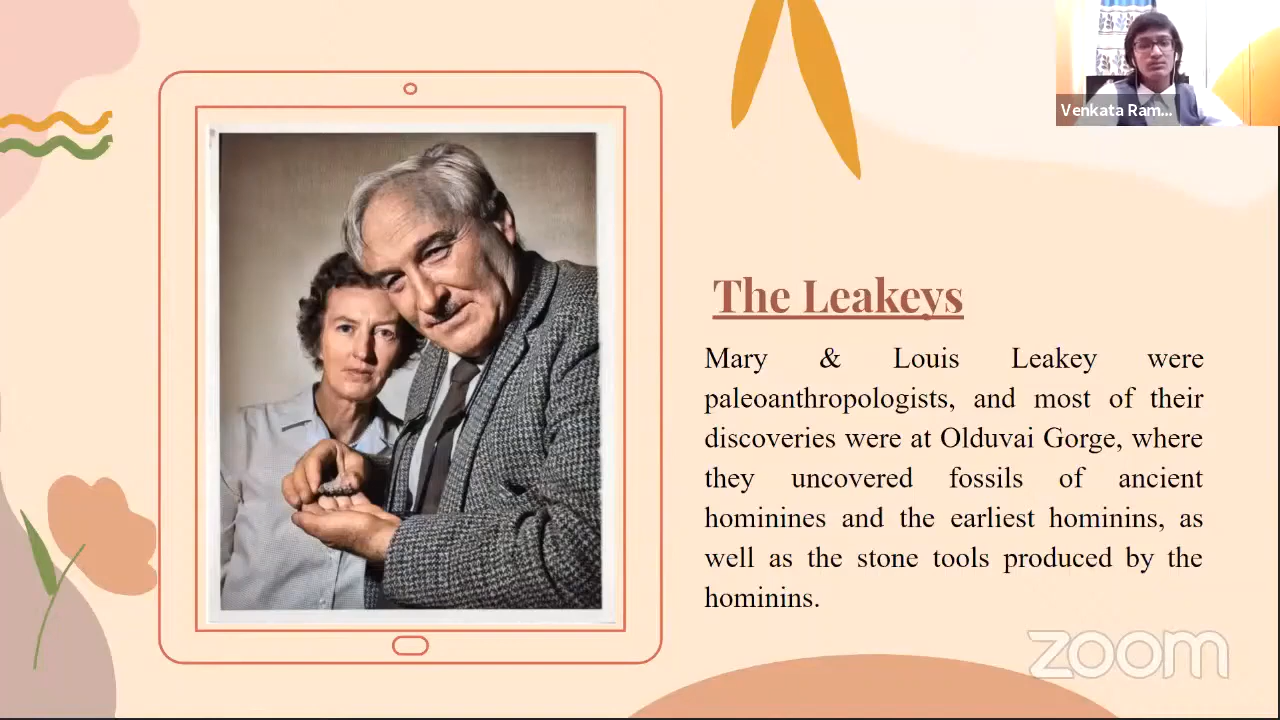 Venkata Ram...
The Leakeys
Mary & Louis Leakey were
paleoanthropologists, and most of their
discoveries were at Olduvai Gorge, where
they uncovered fossils of ancient
hominines and the earliest hominins, as
well as the stone tools produced by the
hominins.
zoom